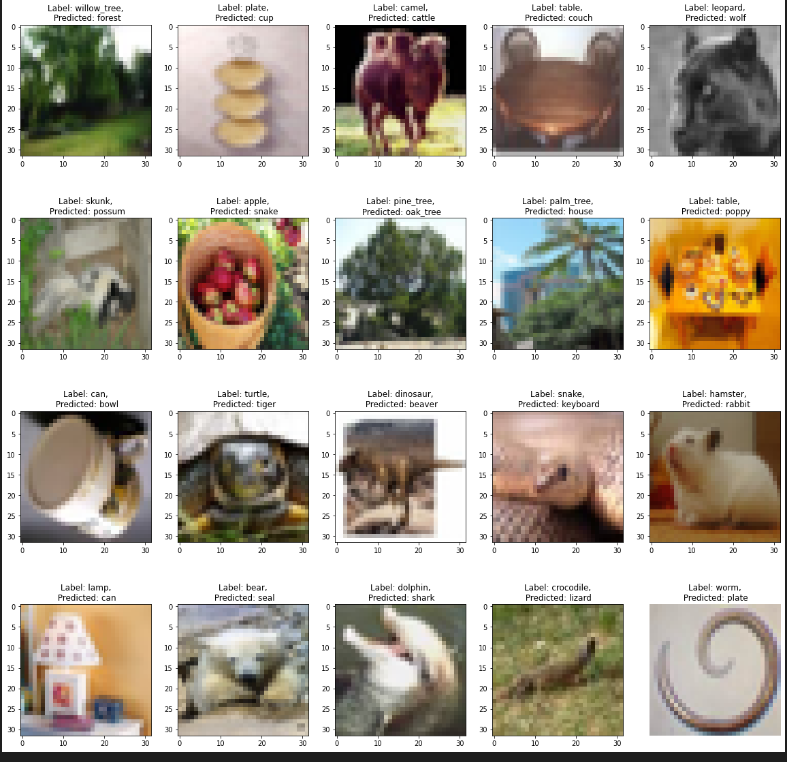 Label: willow_tree, Label: plate, Label: camel, Label: table, Label: leopard,
Predicted: forest Predicted: cup Predicted: cattle Predicted: couch Predicted: wolf
0 0 0 0 0
5 5 5 5 5
10 10 10 10 10
15 15 15 15 15
20 20 20 20 20
25 25 25 25 25
30 30 30 30 30
0 10 20 30 0 10 20 30 0 10 20 30 0 10 20 30 0 10 20 30
Label: skunk, Label: apple, Label: pine_tree, Label: palm_tree, Label: table,
Predicted: possum Predicted: snake Predicted: oak_tree Predicted: house Predicted: poppy
0 0 0 0 0
5 5 5 5 5
10 10 10 10 10
15 15 15 15 15
20 20 20 20 20
25 25 25 25 25
30 30 30 30 30
0 10 20 30 0 10 20 30 0 10 20 30 0 10 20 30 0 10 20 30
Label: can, Label: turtle, Label: dinosaur, Label: snake, Label: hamster,
Predicted: bowl Predicted: tiger Predicted: beaver Predicted: keyboard Predicted: rabbit
0 0 0 0 0
5 5 5 5 5
10 10 10 10 10
15 15 15 15 15
20 20 20 20 20
25 25 25 25 25
30 30 30 30 30
0 10 20 30 0 10 20 30 0 10 20 30 0 10 20 30 0 10 20 30
Label: lamp, Label: bear, Label: dolphin, Label: crocodile, Label: worm,
Predicted: can Predicted: seal Predicted: shark Predicted: lizard Predicted: plate
0 0 0 0
5 5 5 5
10 10 10 10
15 15 15 15
20 20 20 20
25 25 25 25
30 30 30 30
0 10 20 30 0 10 20 30 0 10 20 30 0 10 20 30